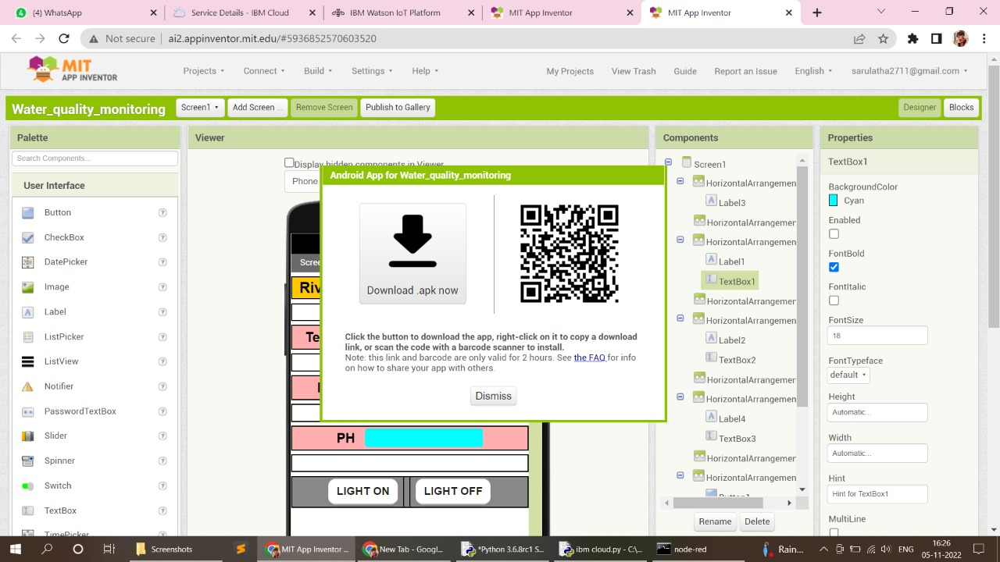 (4) WhatsApp
Service Details - IBM Cloud
IBM Watson IoT Platform
MIT App Inventor
MIT App Inventor
Not secure
ai2.appinventor.mit.edu/#5936852570603520
MIT
APP INVENTOR
Projects
Connect
Build
Settings
Help
My Projec
View Trash
Guide
Report an Issue
English
sarulatha2711@gmail.com
Water_quality_monitoring
Screen1
Add Screen ...
Remove Screen
Publish to Gallery
Designer
Blocks
Palette
Search Components...
User Interface
Button
CheckBox
DatePicker
Image
Label
ListPicker
ListView
Notifier
PasswordTextBox
Slider
Spinner
Switch
TextBox
TimePicker
Viewer
Display hidden components in Viewer
Phone
Scree
Riv
Te
PH
LIGHT ON
LIGHT OFF
Android App for Water_quality_monitoring
Download .apk now
Click the button to download the app, right-click on it to copy a download
link, or scan the code with a barcode scanner to install.
Note: this link and barcode are only valid for 2 hours. See the FAQ for info
on how to share your app with others.
Dismiss
Components
Screen1
HorizontalArrangemen
Label3
HorizontalArrangemen
HorizontalArrangemen
Label1
TextBox1
HorizontalArrangemen
HorizontalArrangemen
Label2
TextBox2
HorizontalArrangemen
HorizontalArrangemen
Label4
TextBox3
HorizontalArrangemen
HorizontalArrangemen
Button1
Rename
Delete
Properties
TextBox1
BackgroundColor
Cyan
Enabled
FontBold
FontItalic
FontSize
18
FontTypeface
default
Height
Automatic...
Width
Automatic...
Hint
Hint for TextBox1
MultiLine
Screenshots
MIT App Inventor ...
New Tab - Googl...
*Python 3.6.8rc1 S...
ibm cloud.py - C:\...
node-red
Rain...
ENG
16:26
05-11-2022